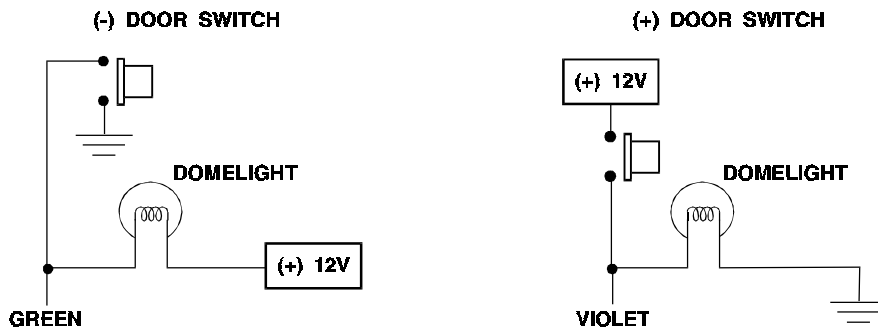 (-) DOOR SWITCH
(+) DOOR SWITCH
(+) 12V
DOMELIGHT
DOMELIGHT
(+) 12V
GREEN
VIOLET